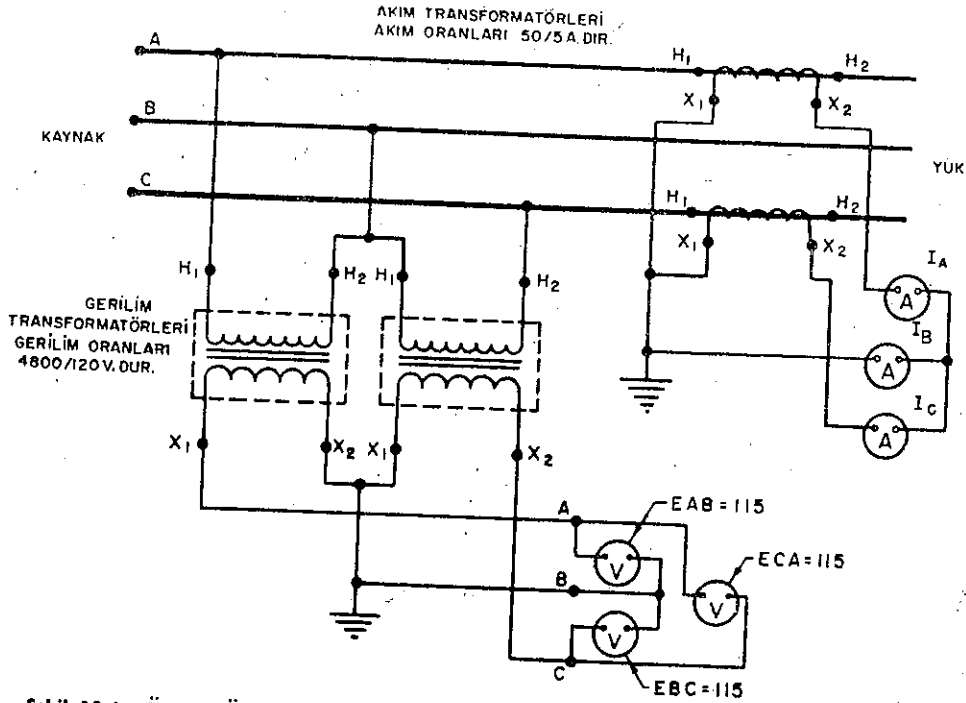 AKIM TRANSFORMATÖRLERİ
AKIM ORANLARI 50/5 A. DIR.
A
H1
H2
X1
X2
B
KAYNAK
YÜK
C
H1
H2
X1
X2
IA
A
H1
H2
H1
H2
GERİLİM
TRANSFORMATÖRLERİ
GERİLİM ORANLARI
4800/120 V. DUR.
IB
A
IC
A
X1
X2
X1
X2
A
EAB=115
V
ECA=115
V
B
V
C
EBC=115